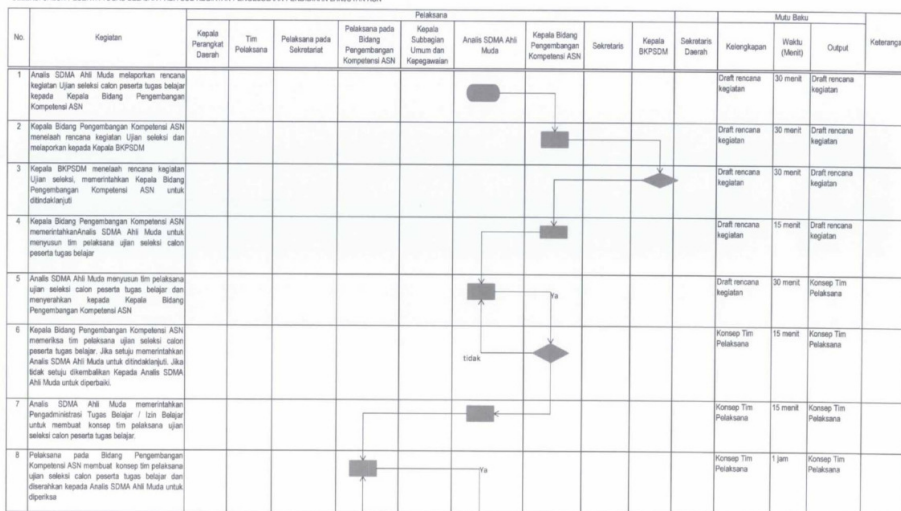 Pelaksana
Mutu Baku
No.
Kegiatan
Kepala
Perangkat
Daerah
Tim
Pelaksana
Pelaksana pada
Sekretariat
Pelaksana pada
Bidang
Pengembangan
Kompetensi ASN
Kepala
Subbagian
Umum dan
Kepegawaian
Analis SDMA Ahli
Muda
Kepala Bidang
Pengembangan
Kompetensi ASN
Sekretaris
Kepala
BKPSDM
Sekretaris
Daerah
Kelengkapan
Waktu
(Menit)
Output
Keteranga
1
Analis SDMA Ahli Muda melaporkan rencana
kegiatan Ujian seleksi calon peserta tugas belajar
kepada Kepala Bidang Pengembangan
Kompetensi ASN
Draft rencana
kegiatan
30 menit
Draft rencana
kegiatan
2
Kepala Bidang Pengembangan Kompetensi ASN
menelaah rencana kegiatan Ujian seleksi dan
melaporkan kepada Kepala BKPSDM
Draft rencana
kegiatan
30 menit
Draft rencana
kegiatan
3
Kepala BKPSDM menelaah rencana kegiatan
Ujian seleksi, memerintahkan Kepala Bidang
Pengembangan Kompetensi ASN untuk
ditindaklanjuti
Draft rencana
kegiatan
30 menit
Draft rencana
kegiatan
4
Kepala Bidang Pengembangan Kompetensi ASN
memerintahkanAnalis SDMA Ahli Muda untuk
menyusun tim pelaksana ujian seleksi calon
peserta tugas belajar
Draft rencana
kegiatan
15 menit
Draft rencana
kegiatan
5
Analis SDMA Ahli Muda menyusun tim pelaksana
ujian seleksi calon peserta tugas belajar dan
menyerahkan kepada Kepala Bidang
Pengembangan Kompetensi ASN
Ya
Draft rencana
kegiatan
30 menit
Konsep Tim
Pelaksana
6
Kepala Bidang Pengembangan Kompetensi ASN
memeriksa tim pelaksana ujian seleksi calon
peserta tugas belajar. Jika setuju memerintahkan
Analis SDMA Ahli Muda untuk ditindaklanjuti. Jika
tidak setuju dikembalikan Kepada Analis SDMA
Ahli Muda untuk diperbaiki.
tidak
Konsep Tim
Pelaksana
15 menit
Konsep Tim
Pelaksana
7
Analis SDMA Ahli Muda memerintahkan
Pengadministrasi Tugas Belajar / Izin Belajar
untuk membuat konsep tim pelaksana ujian
seleksi calon peserta tugas belajar.
Konsep Tim
Pelaksana
15 menit
Konsep Tim
Pelaksana
8
Pelaksana pada Bidang Pengembangan
Kompetensi ASN membuat konsep tim pelaksana
ujian seleksi calon peserta tugas belajar dan
diserahkan kepada Analis SDMA Ahli Muda untuk
diperiksa
Ya
Konsep Tim
Pelaksana
1 jam
Konsep Tim
Pelaksana